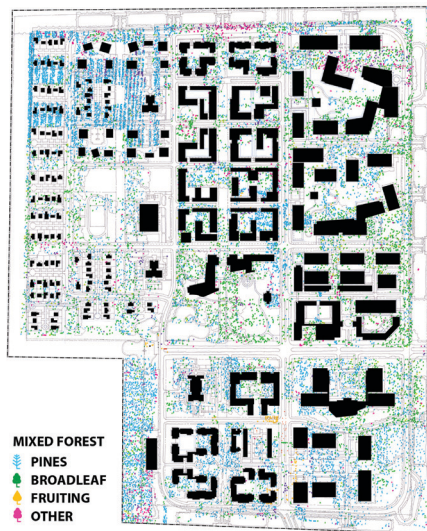 MIXED FOREST
PINES
BROADLEAF
FRUITING
OTHER